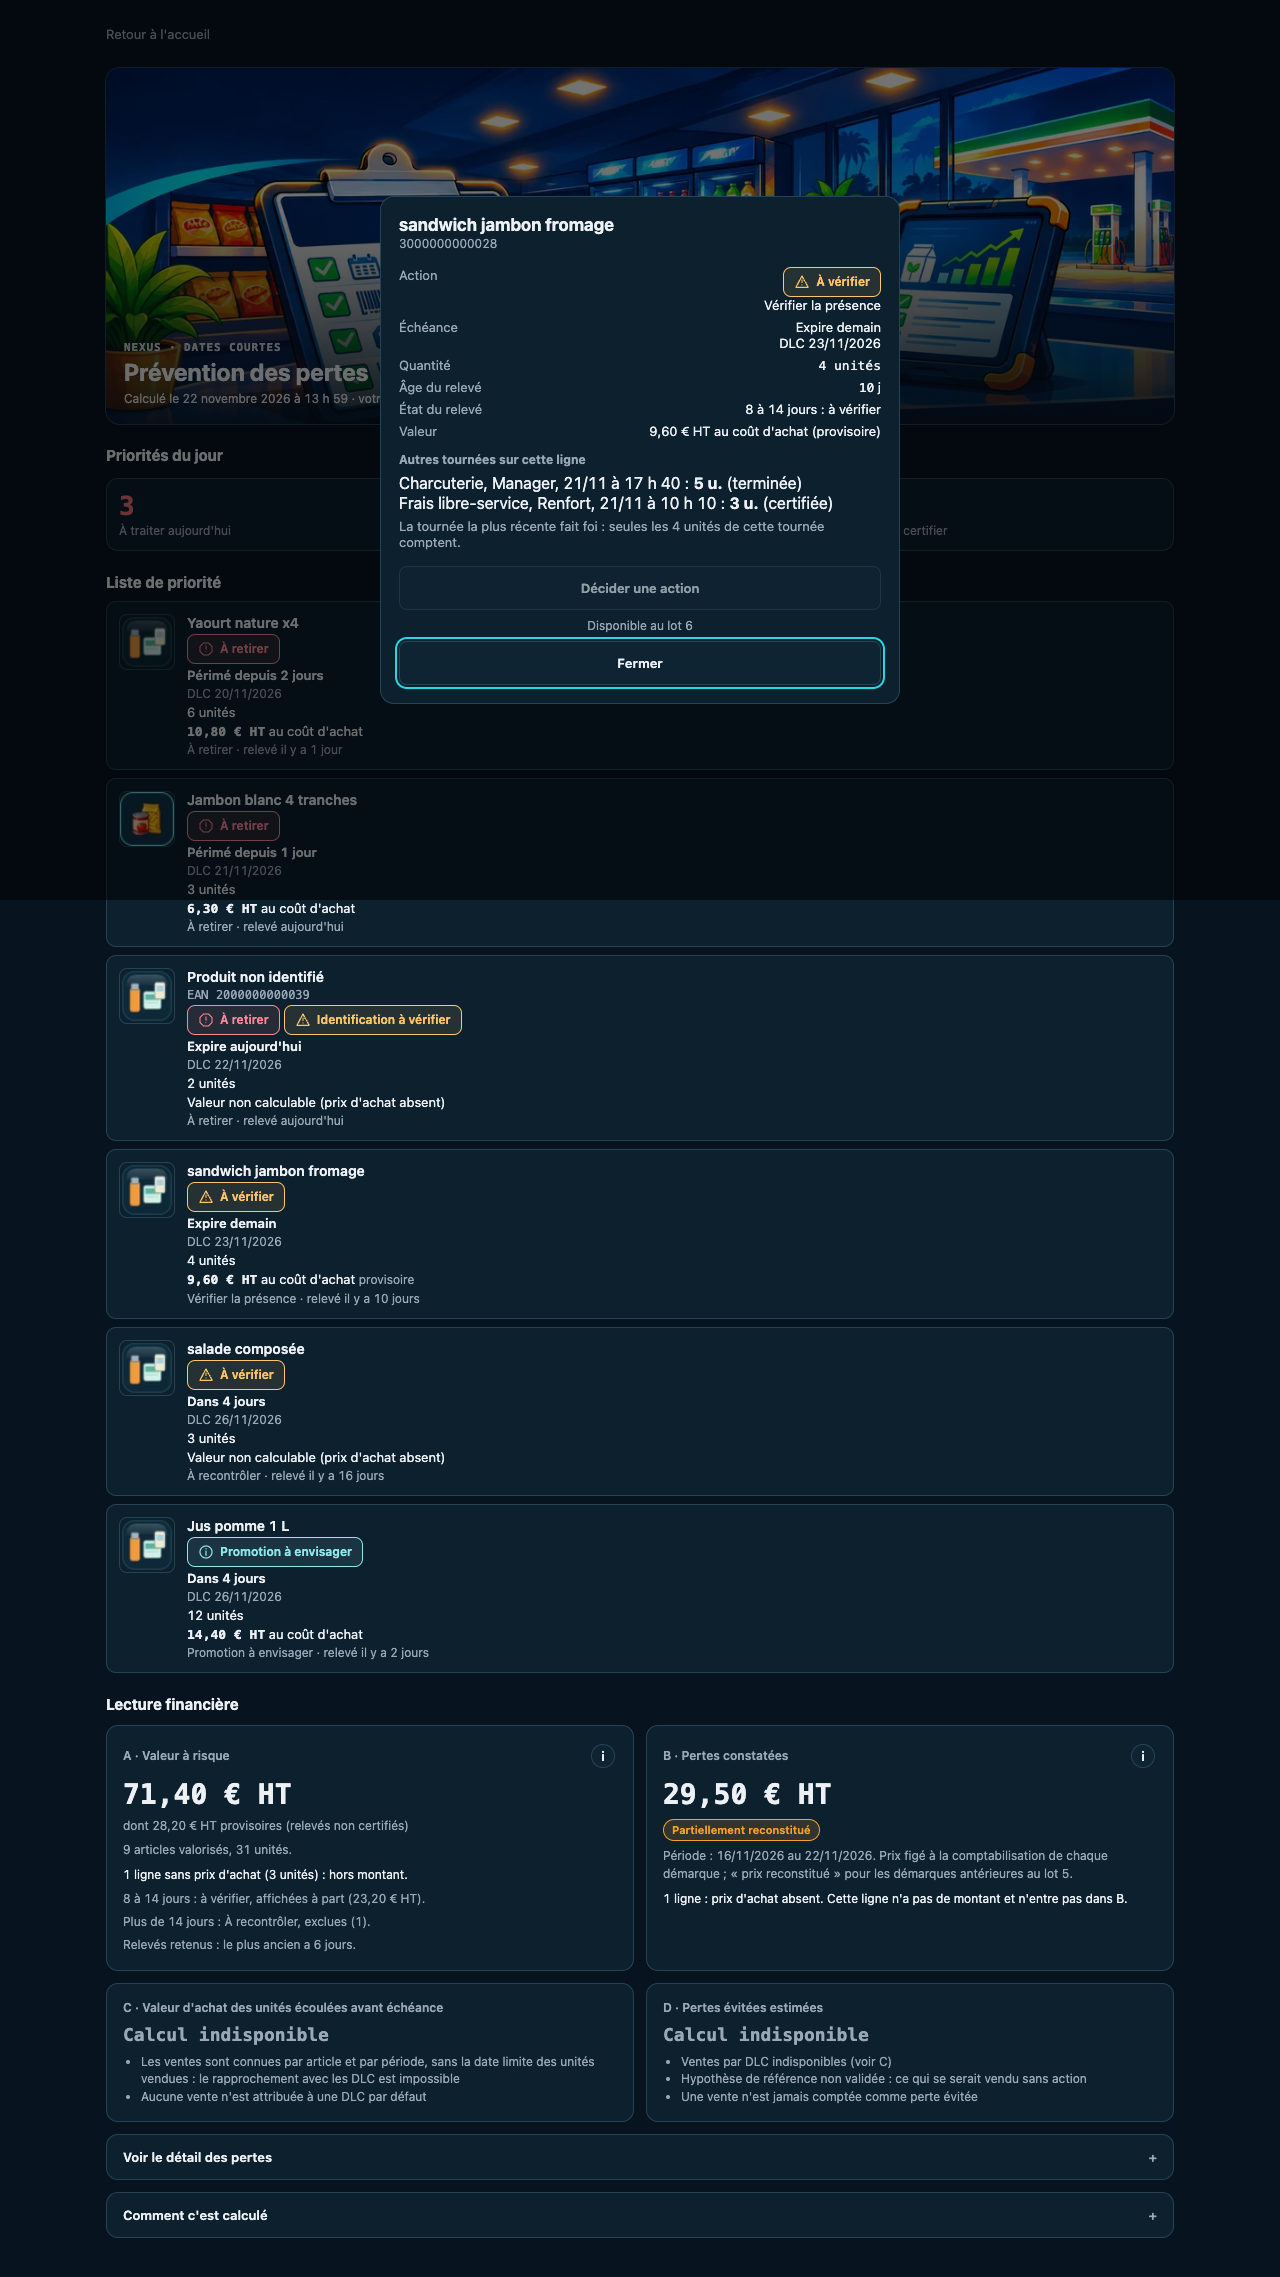 Retour à l'accueil
NEXUS · DATES COURTES
Prévention des pertes
Calculé le 22 novembre 2026 à 13 h 59 ·
sandwich jambon fromage
3000000000028
Action
À vérifier
Vérifier la présence
Échéance
Expire demain
DLC 23/11/2026
Quantité
4 unités
Âge du relevé
10 j
État du relevé
8 à 14 jours : à vérifier
Valeur
9,60 € HT au coût d'achat (provisoire)
Autres tournées sur cette ligne
Charcuterie, Manager, 21/11 à 17 h 40 : 5 u. (terminée)
Frais libre-service, Renfort, 21/11 à 10 h 10 : 3 u. (certifiée)
La tournée la plus récente fait foi : seules les 4 unités de cette tournée
comptent.
Décider une action
Disponible au lot 6
Fermer
Priorités du jour
3
À traiter aujourd'hui
certifier
Liste de priorité
Yaourt nature x4
À retirer
Périmé depuis 2 jours
DLC 20/11/2026
6 unités
10,80 € HT au coût d'achat
À retirer · relevé il y a 1 jour
Jambon blanc 4 tranches
À retirer
Périmé depuis 1 jour
DLC 21/11/2026
3 unités
6,30 € HT au coût d'achat
À retirer · relevé aujourd'hui
Produit non identifié
EAN 2000000000039
À retirer
Identification à vérifier
Expire aujourd'hui
DLC 22/11/2026
2 unités
Valeur non calculable (prix d'achat absent)
À retirer · relevé aujourd'hui
sandwich jambon fromage
À vérifier
Expire demain
DLC 23/11/2026
4 unités
9,60 € HT au coût d'achat provisoire
Vérifier la présence · relevé il y a 10 jours
salade composée
À vérifier
Dans 4 jours
DLC 26/11/2026
3 unités
Valeur non calculable (prix d'achat absent)
À recontrôler · relevé il y a 16 jours
Jus pomme 1 L
Promotion à envisager
Dans 4 jours
DLC 26/11/2026
12 unités
14,40 € HT au coût d'achat
Promotion à envisager · relevé il y a 2 jours
Lecture financière
A · Valeur à risque
i
71,40 € HT
dont 28,20 € HT provisoires (relevés non certifiés)
9 articles valorisés, 31 unités.
1 ligne sans prix d'achat (3 unités) : hors montant.
8 à 14 jours : à vérifier, affichées à part (23,20 € HT).
Plus de 14 jours : À recontrôler, exclues (1).
Relevés retenus : le plus ancien a 6 jours.
B · Pertes constatées
i
29,50 € HT
Partiellement reconstitué
Période : 16/11/2026 au 22/11/2026. Prix figé à la comptabilisation de chaque
démarque ; « prix reconstitué » pour les démarques antérieures au lot 5.
1 ligne : prix d'achat absent. Cette ligne n'a pas de montant et n'entre pas dans B.
C · Valeur d'achat des unités écoulées avant échéance
Calcul indisponible
• Les ventes sont connues par article et par période, sans la date limite des unités
vendues : le rapprochement avec les DLC est impossible
• Aucune vente n'est attribuée à une DLC par défaut
D · Pertes évitées estimées
Calcul indisponible
• Ventes par DLC indisponibles (voir C)
• Hypothèse de référence non validée : ce qui se serait vendu sans action
• Une vente n'est jamais comptée comme perte évitée
Voir le détail des pertes
+
Comment c'est calculé
+